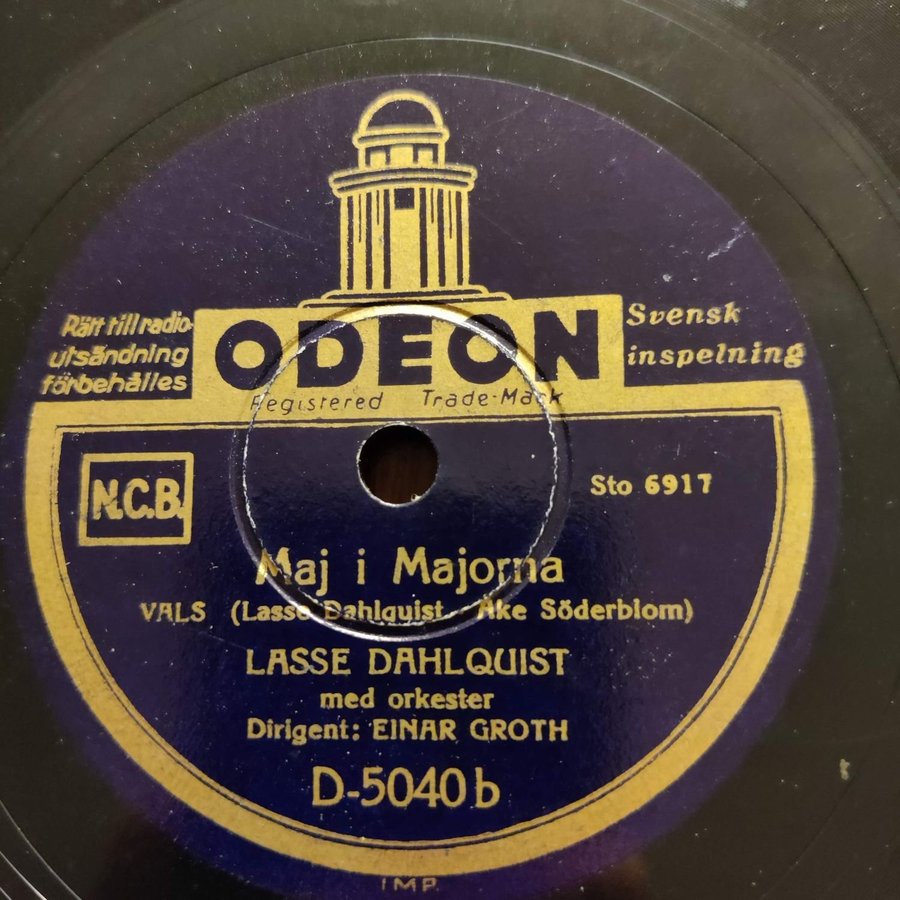 Rätt till radio-
utsändning
förbehålles
ODEON
Registered Trade-Mark
Svensk
inspelning
N.C.B.
Sto 6917
Maj i Majorna
VALS (Lasse Dahlquist - Åke Söderblom)
LASSE DAHLQUIST
med orkester
Dirigent: EINAR GROTH
D-5040b
IMP.